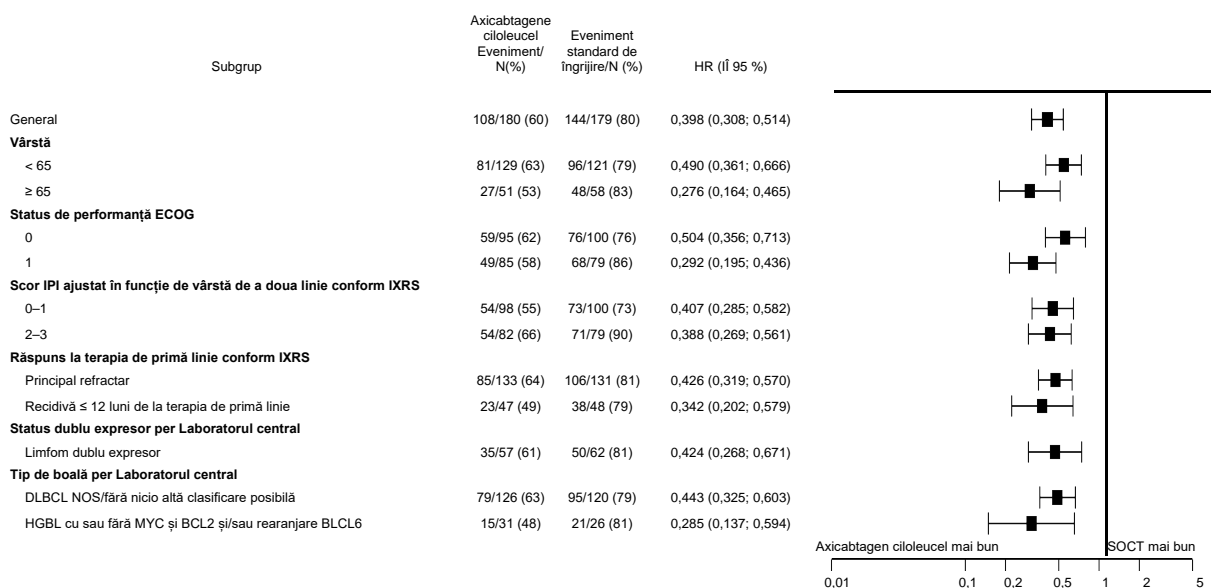 Subgrup
Axicabtagene
ciloleucel
Eveniment/
N(%)
Eveniment
standard de
îngrijire/N (%)
HR (IÎ 95 %)
General 108/180 (60) 144/179 (80) 0,398 (0,308; 0,514)
Vârstă
< 65 81/129 (63) 96/121 (79) 0,490 (0,361; 0,666)
≥ 65 27/51 (53) 48/58 (83) 0,276 (0,164; 0,465)
Status de performanță ECOG
0 59/95 (62) 76/100 (76) 0,504 (0,356; 0,713)
1 49/85 (58) 68/79 (86) 0,292 (0,195; 0,436)
Scor IPI ajustat în funcție de vârstă de a doua linie conform IXRS
0–1 54/98 (55) 73/100 (73) 0,407 (0,285; 0,582)
2–3 54/82 (66) 71/79 (90) 0,388 (0,269; 0,561)
Răspuns la terapia de primă linie conform IXRS
Principal refractar 85/133 (64) 106/131 (81) 0,426 (0,319; 0,570)
Recidivă ≤ 12 luni de la terapia de primă linie 23/47 (49) 38/48 (79) 0,342 (0,202; 0,579)
Status dublu expresor per Laboratorul central
Limfom dublu expresor 35/57 (61) 50/62 (81) 0,424 (0,268; 0,671)
Tip de boală per Laboratorul central
DLBCL NOS/fără nicio altă clasificare posibilă 79/126 (63) 95/120 (79) 0,443 (0,325; 0,603)
HGBL cu sau fără MYC și BCL2 și/sau rearanjare BLCL6 15/31 (48) 21/26 (81) 0,285 (0,137; 0,594)
Axicabtagen ciloleucel mai bun SOCT mai bun
0,01 0,1 0,2 0,5 1 2 5